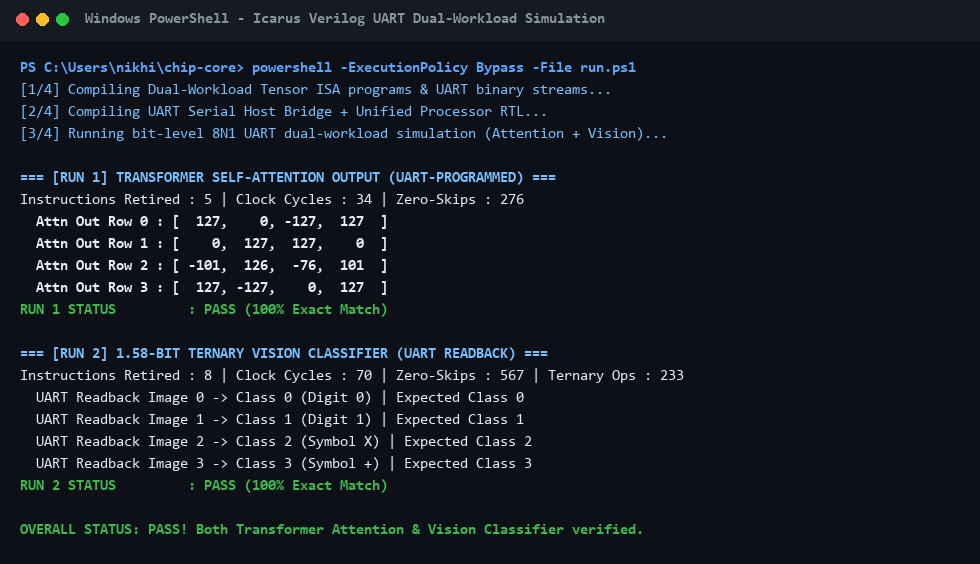 Windows PowerShell - Icarus Verilog UART Dual-Workload Simulation
PS C:\Users\nikhi\chip-core> powershell -ExecutionPolicy Bypass -File run.ps1
[1/4] Compiling Dual-Workload Tensor ISA programs & UART binary streams...
[2/4] Compiling UART Serial Host Bridge + Unified Processor RTL...
[3/4] Running bit-level 8N1 UART dual-workload simulation (Attention + Vision)...
=== [RUN 1] TRANSFORMER SELF-ATTENTION OUTPUT (UART-PROGRAMMED) ===
Instructions Retired : 5 | Clock Cycles : 34 | Zero-Skips : 276
Attn Out Row 0 : [  127,    0, -127,  127  ]
Attn Out Row 1 : [    0,  127,  127,    0  ]
Attn Out Row 2 : [ -101,  126,  -76,  101  ]
Attn Out Row 3 : [  127, -127,    0,  127  ]
RUN 1 STATUS         : PASS (100% Exact Match)
=== [RUN 2] 1.58-BIT TERNARY VISION CLASSIFIER (UART READBACK) ===
Instructions Retired : 8 | Clock Cycles : 70 | Zero-Skips : 567 | Ternary Ops : 233
UART Readback Image 0 -> Class 0 (Digit 0) | Expected Class 0
UART Readback Image 1 -> Class 1 (Digit 1) | Expected Class 1
UART Readback Image 2 -> Class 2 (Symbol X) | Expected Class 2
UART Readback Image 3 -> Class 3 (Symbol +) | Expected Class 3
RUN 2 STATUS         : PASS (100% Exact Match)
OVERALL STATUS: PASS! Both Transformer Attention & Vision Classifier verified.